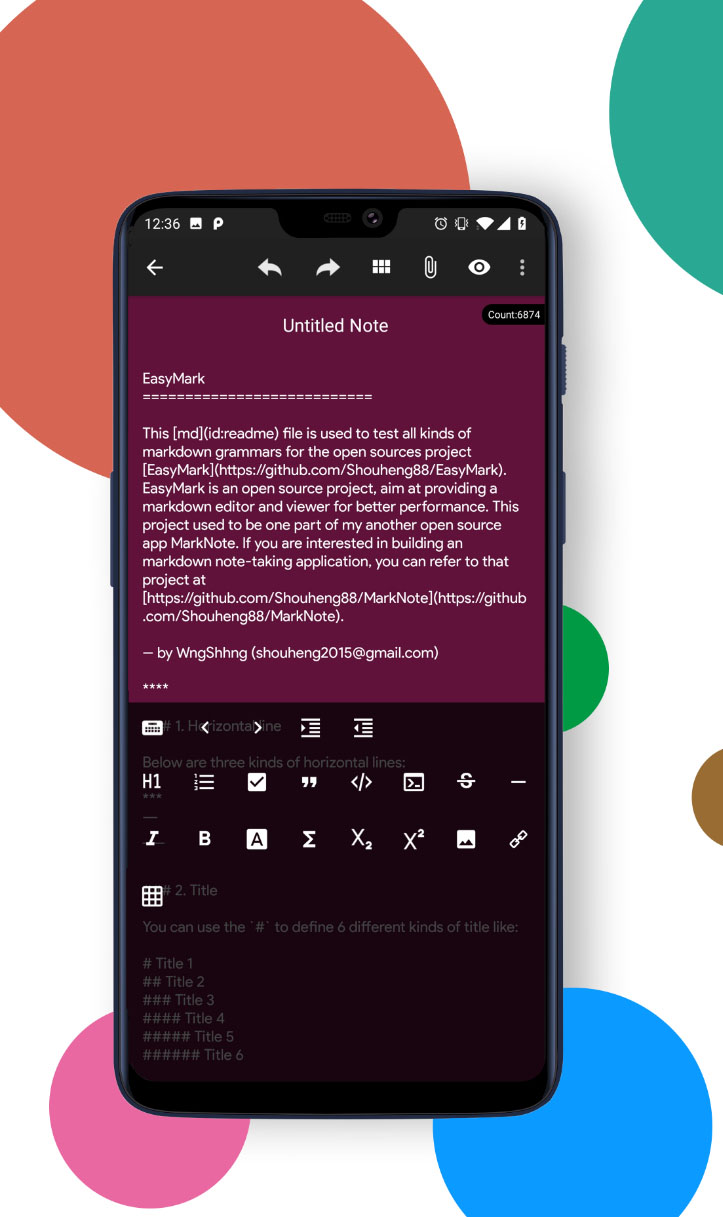 12:36
Count:6874
Untitled Note
EasyMark
===========================
This [md](id:readme) file is used to test all kinds of
markdown grammars for the open sources project
[EasyMark](https://github.com/Shouheng88/EasyMark).
EasyMark is an open source project, aim at providing a
markdown editor and viewer for better performance. This
project used to be one part of my another open source
app MarkNote. If you are interested in building an
markdown note-taking application, you can refer to that
project at
[https://github.com/Shouheng88/MarkNote](https://github
.com/Shouheng88/MarkNote).
— by WngShhng (shouheng2015@gmail.com)
****
# 1. Horizontal line
Below are three kinds of horizontal lines:
H1
***
I B A Σ X₂ X²
# 2. Title
You can use the `#` to define 6 different kinds of title like:
# Title 1
## Title 2
### Title 3
#### Title 4
##### Title 5
###### Title 6